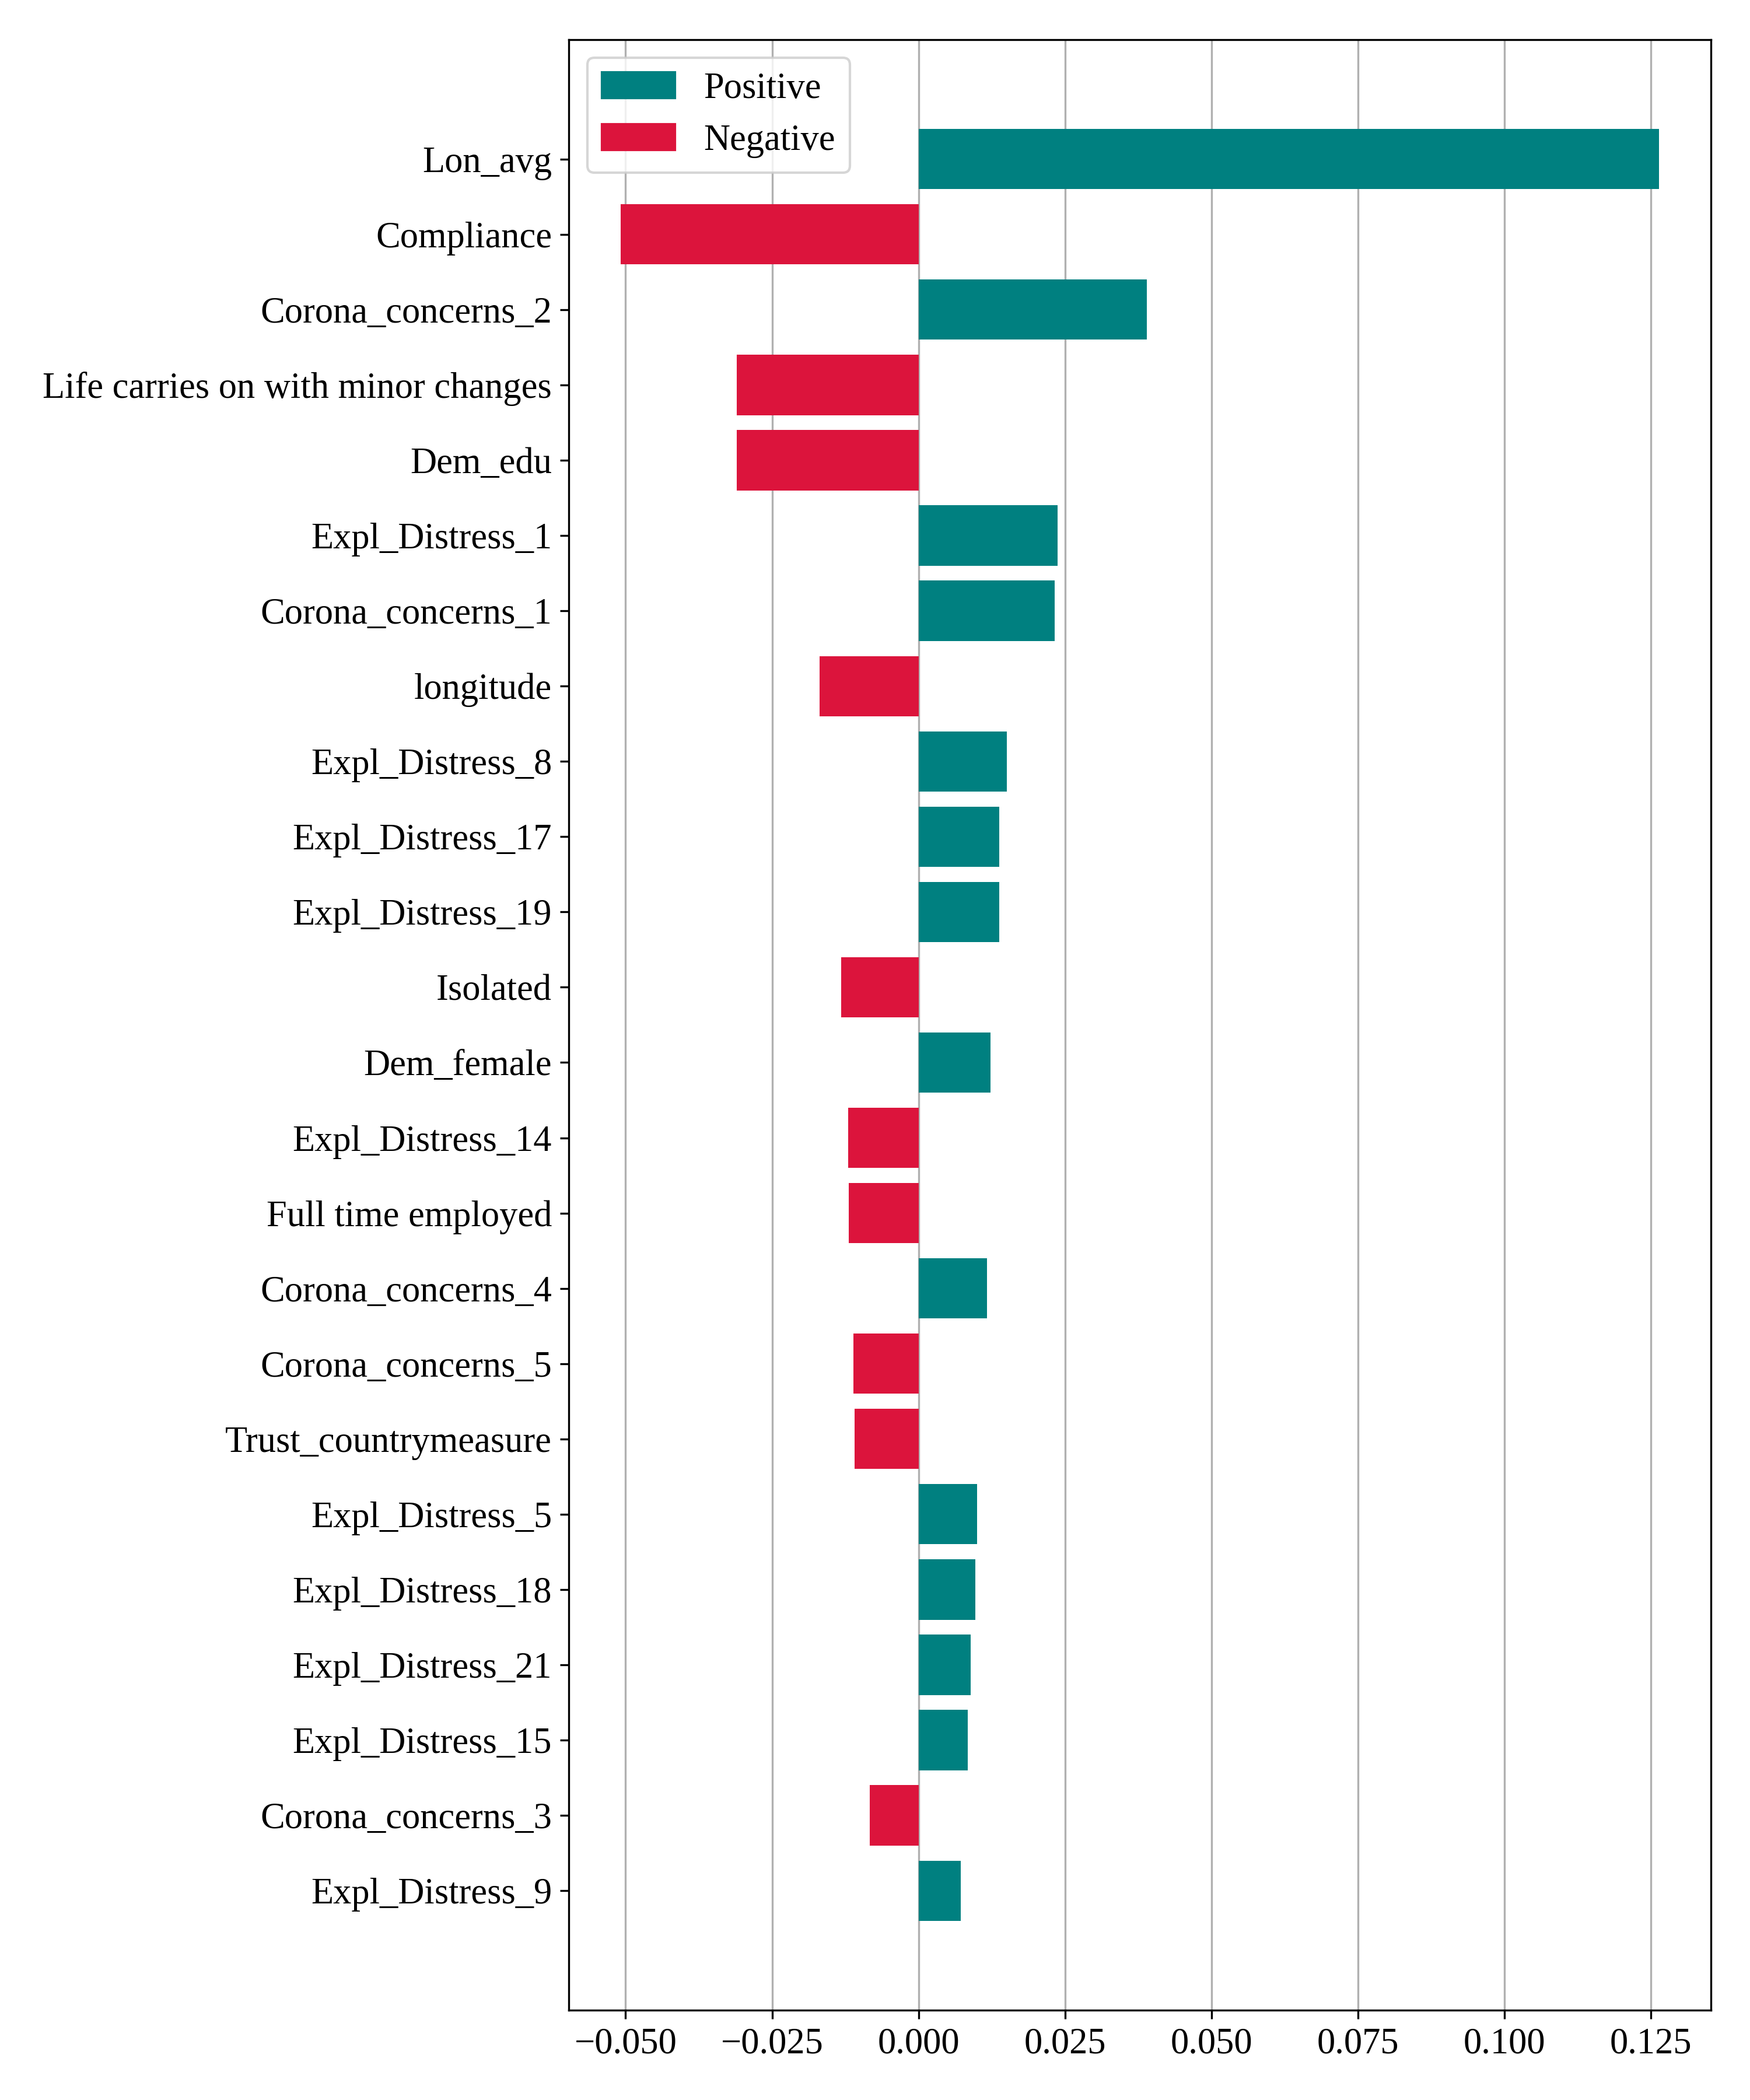 Positive
Negative
Lon_avg
Compliance
Corona_concerns_2
Life carries on with minor changes
Dem_edu
Expl_Distress_1
Corona_concerns_1
longitude
Expl_Distress_8
Expl_Distress_17
Expl_Distress_19
Isolated
Dem_female
Expl_Distress_14
Full time employed
Corona_concerns_4
Corona_concerns_5
Trust_countrymeasure
Expl_Distress_5
Expl_Distress_18
Expl_Distress_21
Expl_Distress_15
Corona_concerns_3
Expl_Distress_9
−0.050 −0.025 0.000 0.025 0.050 0.075 0.100 0.125